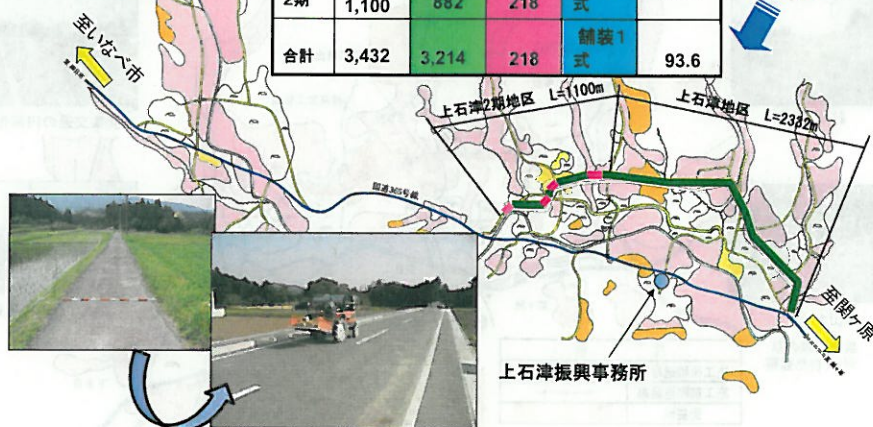 2期 1,100 882 218 式
合計 3,432 3,214 218 舗装1式 93.6
至いなべ市
上石津2期地区 L=1100m
上石津地区 L=2332m
国道365号線
至関ケ原
上石津振興事務所